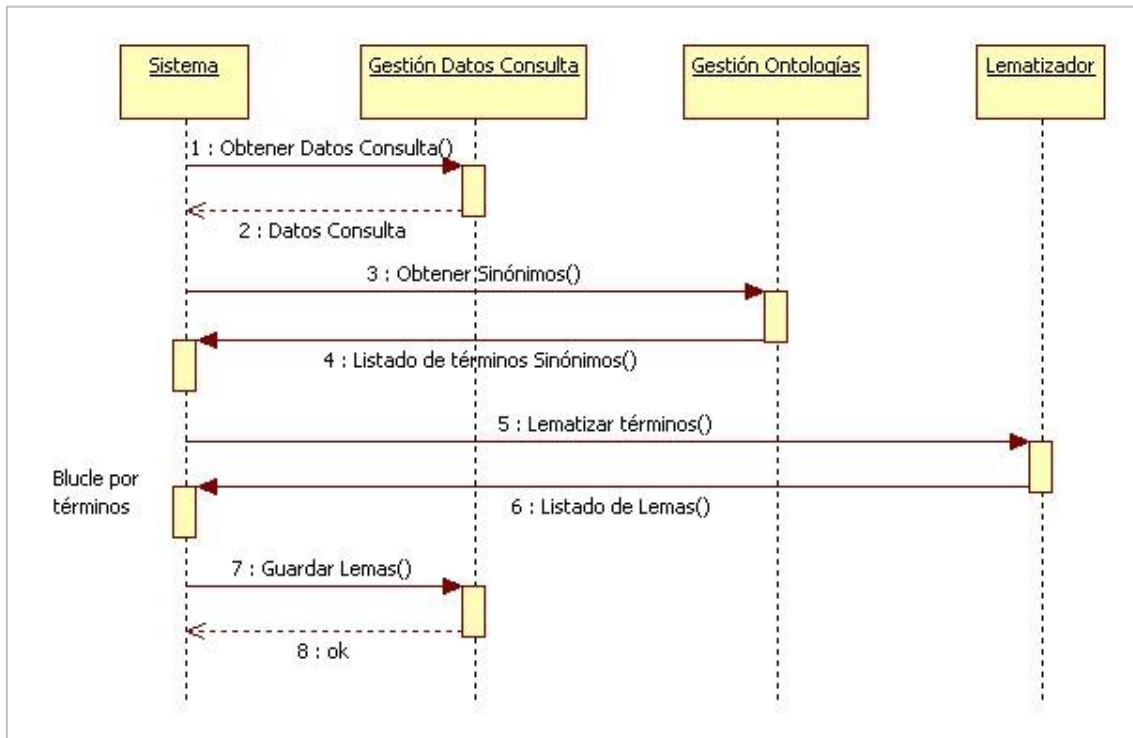 Sistema
Gestión Datos Consulta
Gestión Ontologías
Lematizador
1 : Obtener Datos Consulta()
2 : Datos Consulta
3 : Obtener Sinónimos()
4 : Listado de términos Sinónimos()
5 : Lematizar términos()
Blucle por
términos
6 : Listado de Lemas()
7 : Guardar Lemas()
8 : ok